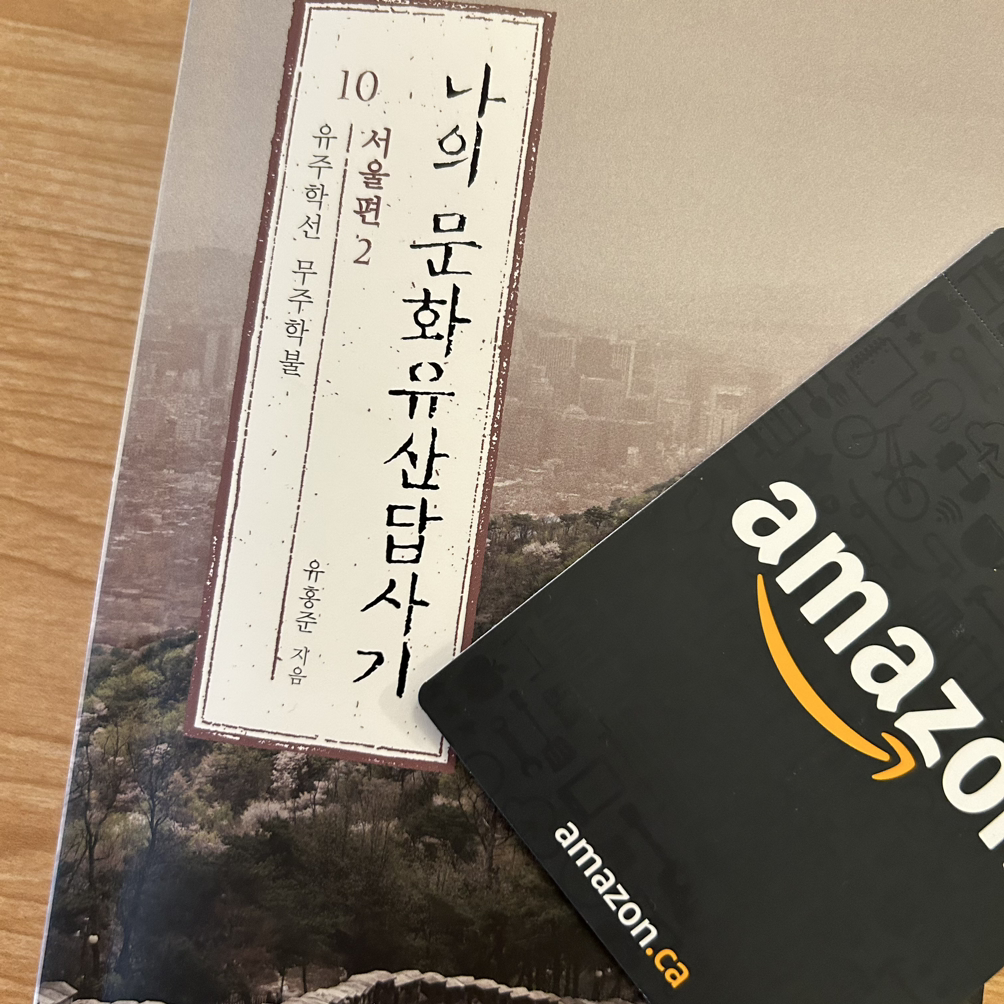 나의 문화유산답사기
10
서울편 2
유주학선 무주학불
유홍준 지음
amazon
amazon.ca